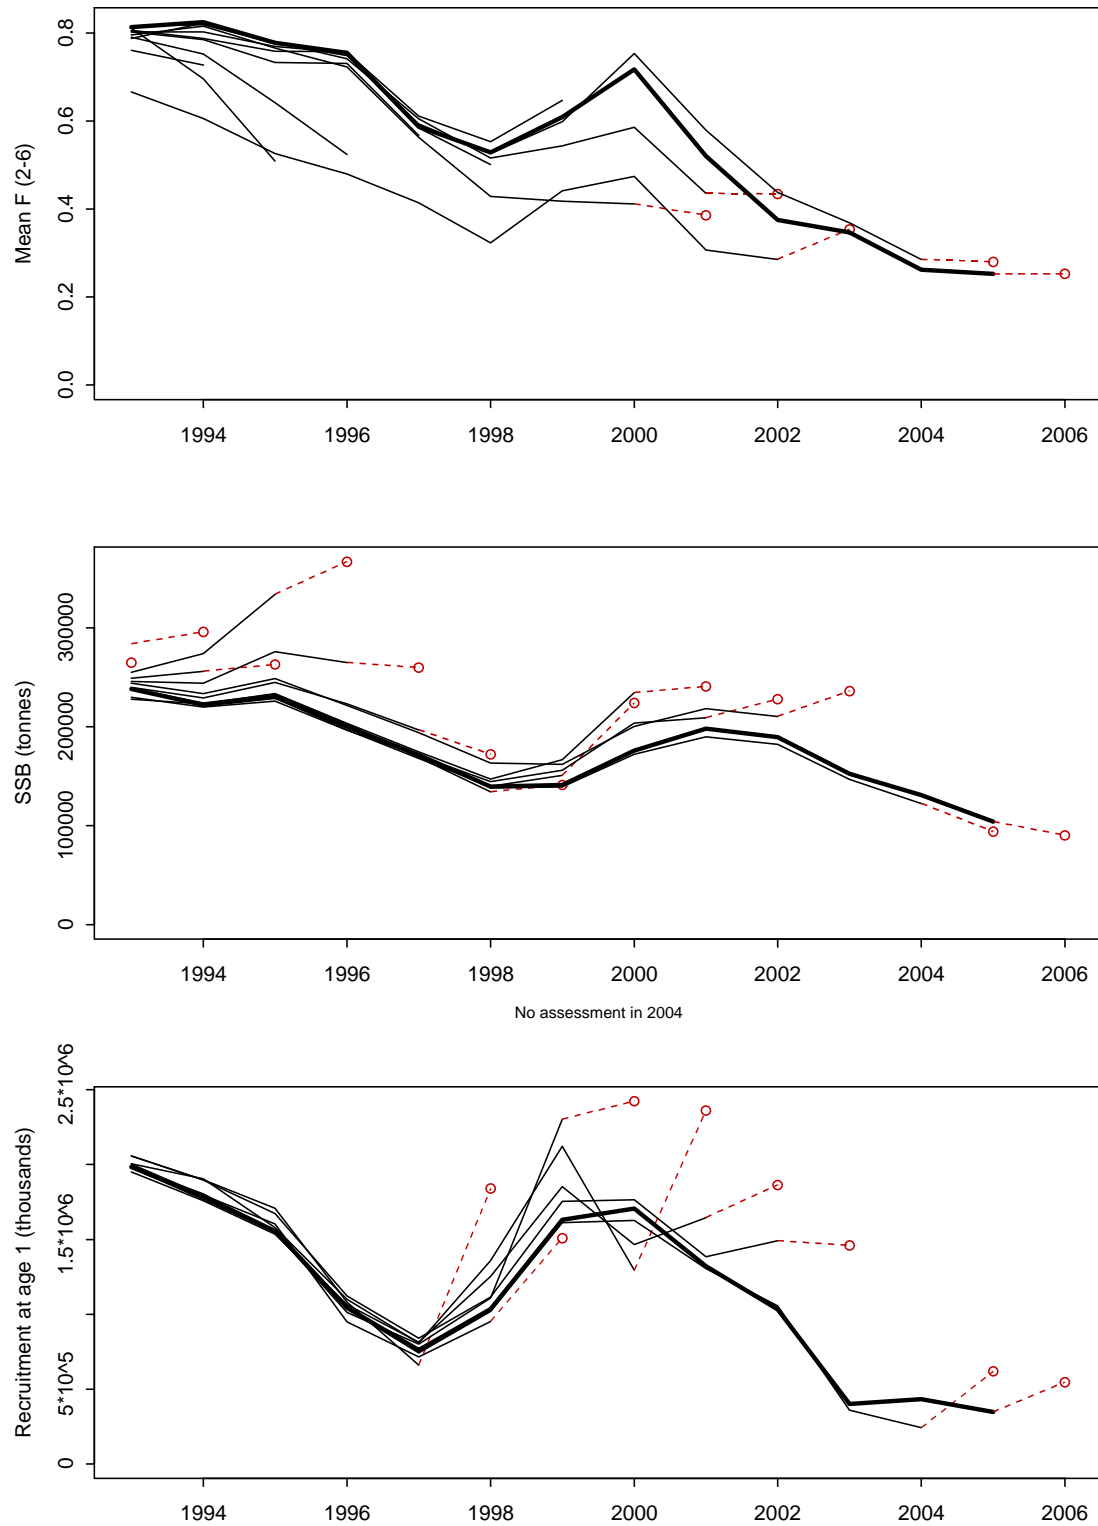 Mean F (2-6)
0.8
0.6
0.4
0.2
0.0
1994 1996 1998 2000 2002 2004 2006
SSB (tonnes)
300000
200000
100000
0
1994 1996 1998 2000 2002 2004 2006
No assessment in 2004
Recruitment at age 1 (thousands)
2.5*10^6
1.5*10^6
5*10^5
0
1994 1996 1998 2000 2002 2004 2006